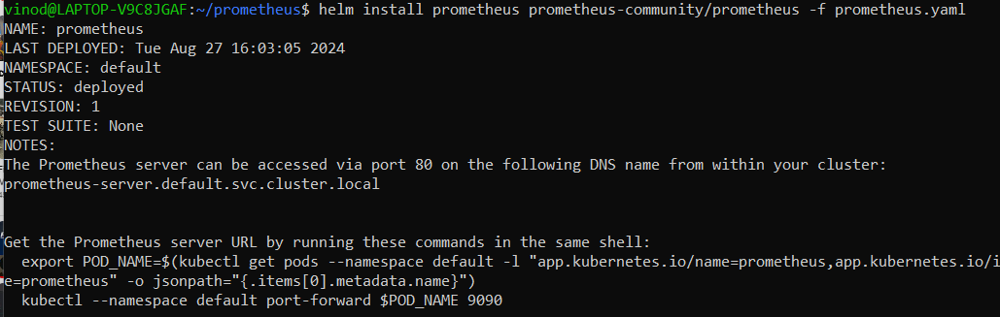 vinod@LAPTOP-V9C8JGAF:~/prometheus$ helm install prometheus prometheus-community/prometheus -f prometheus.yaml
NAME: prometheus
LAST DEPLOYED: Tue Aug 27 16:03:05 2024
NAMESPACE: default
STATUS: deployed
REVISION: 1
TEST SUITE: None
NOTES:
The Prometheus server can be accessed via port 80 on the following DNS name from within your cluster:
prometheus-server.default.svc.cluster.local
Get the Prometheus server URL by running these commands in the same shell:
  export POD_NAME=$(kubectl get pods --namespace default -l "app.kubernetes.io/name=prometheus,app.kubernetes.io/i
e=prometheus" -o jsonpath="{.items[0].metadata.name}")
  kubectl --namespace default port-forward $POD_NAME 9090